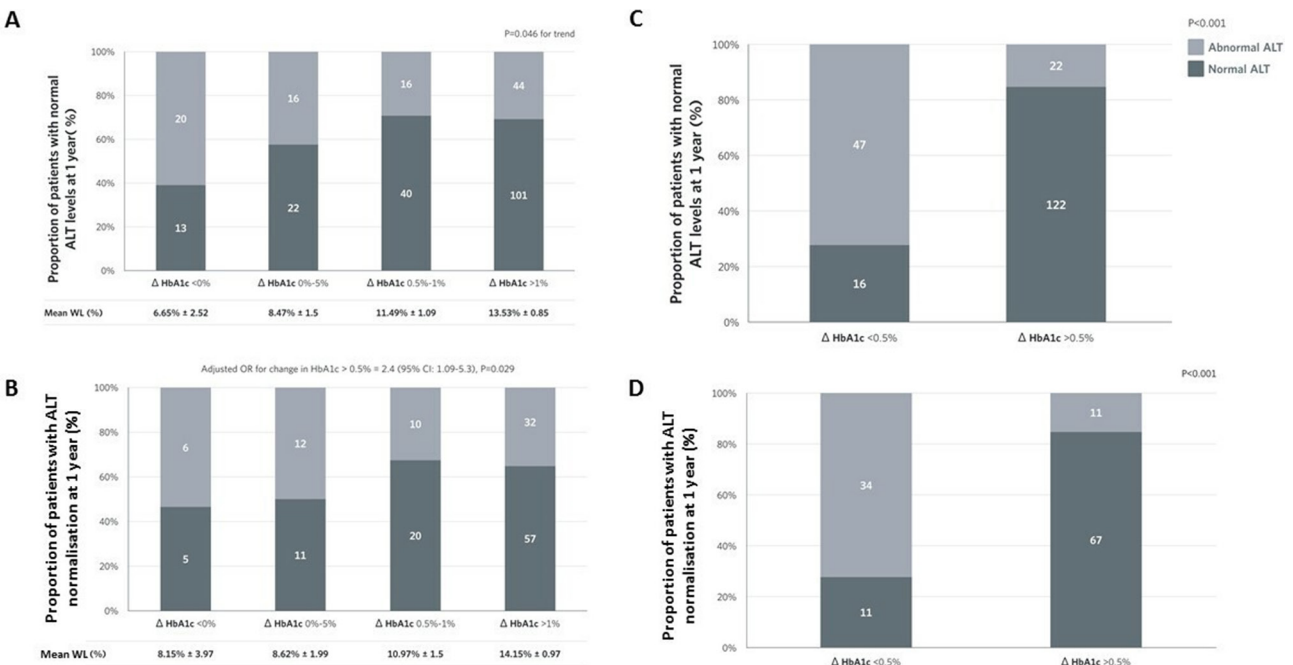 A
P=0.046 for trend
Proportion of patients with normal
ALT levels at 1 year( %)
100%
80%
60%
40%
20%
0%
20
16
16
44
13
22
40
101
Δ HbA1c <0%
Δ HbA1c 0%-5%
Δ HbA1c 0.5%-1%
Δ HbA1c >1%
Mean WL (%)
6.65% ± 2.52
8.47% ± 1.5
11.49% ± 1.09
13.53% ± 0.85
B
Adjusted OR for change in HbA1c > 0.5% = 2.4 (95% CI: 1.09-5.3), P=0.029
Proportion of patients with ALT
normalisation at 1 year (%)
100%
80%
60%
40%
20%
0%
6
12
10
32
5
11
20
57
Δ HbA1c <0%
Δ HbA1c 0%-5%
Δ HbA1c 0.5%-1%
Δ HbA1c >1%
Mean WL (%)
8.15% ± 3.97
8.62% ± 1.99
10.97% ± 1.5
14.15% ± 0.97
C
P<0.001
Abnormal ALT
Normal ALT
Proportion of patients with normal
ALT levels at 1 year (%)
100%
80%
60%
40%
20%
0%
47
22
16
122
Δ HbA1c <0.5%
Δ HbA1c >0.5%
D
P<0.001
Proportion of patients with ALT
normalisation at 1 year (%)
100%
80%
60%
40%
20%
0%
34
11
11
67
Δ HbA1c <0.5%
Δ HbA1c >0.5%